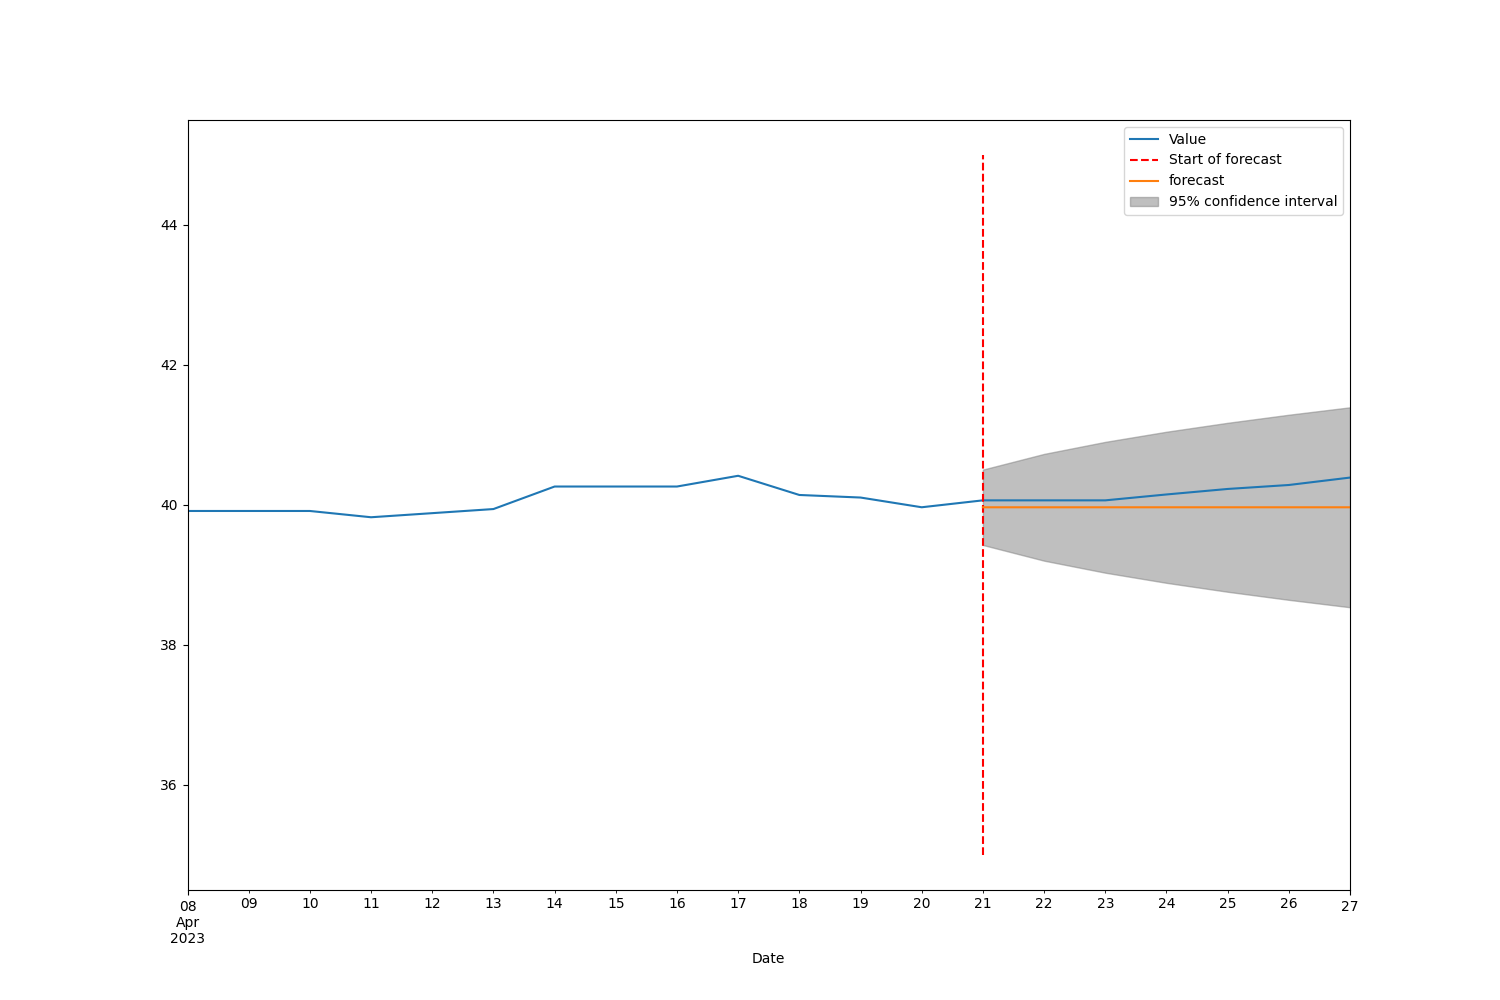 Value
Start of forecast
forecast
95% confidence interval
44
42
40
38
36
08 09 10 11 12 13 14 15 16 17 18 19 20 21 22 23 24 25 26 27
Apr
2023
Date